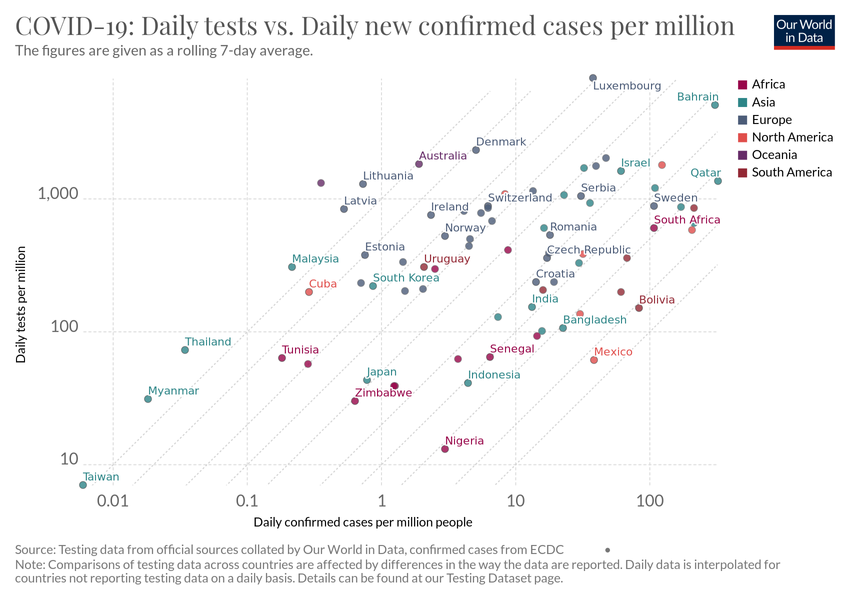 COVID-19: Daily tests vs. Daily new confirmed cases per million
The figures are given as a rolling 7-day average.
Our World
in Data
Luxembourg
Bahrain
Africa
Asia
Europe
North America
Oceania
South America
Denmark
Australia
Israel
Lithuania
Qatar
1,000
Latvia
Switzerland
Serbia
Ireland
Sweden
Norway
Romania
South Africa
Estonia
Czech Republic
Malaysia
Uruguay
Cuba
South Korea
Croatia
India
Bolivia
Daily tests per million
100
Bangladesh
Thailand
Tunisia
Senegal
Mexico
Japan
Indonesia
Myanmar
Zimbabwe
Nigeria
10
Taiwan
0.01
0.1
1
10
100
Daily confirmed cases per million people
Source: Testing data from official sources collated by Our World in Data, confirmed cases from ECDC
Note: Comparisons of testing data across countries are affected by differences in the way the data are reported. Daily data is interpolated for
countries not reporting testing data on a daily basis. Details can be found at our Testing Dataset page.